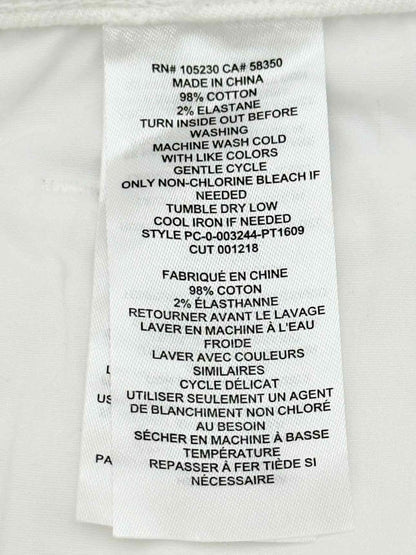 RN# 105230 CA# 58350
MADE IN CHINA
98% COTTON
2% ELASTANE
TURN INSIDE OUT BEFORE
WASHING
MACHINE WASH COLD
WITH LIKE COLORS
GENTLE CYCLE
ONLY NON-CHLORINE BLEACH IF
NEEDED
TUMBLE DRY LOW
COOL IRON IF NEEDED
STYLE PC-0-003244-PT1609
CUT 001218
FABRIQUÉ EN CHINE
98% COTON
2% ÉLASTHANNE
RETOURNER AVANT LE LAVAGE
LAVER EN MACHINE À L'EAU
FROIDE
LAVER AVEC COULEURS
SIMILAIRES
CYCLE DÉLICAT
UTILISER SEULEMENT UN AGENT
DE BLANCHIMENT NON CHLORÉ
AU BESOIN
SÉCHER EN MACHINE À BASSE
TEMPÉRATURE
REPASSER À FER TIÈDE SI
NÉCESSAIRE